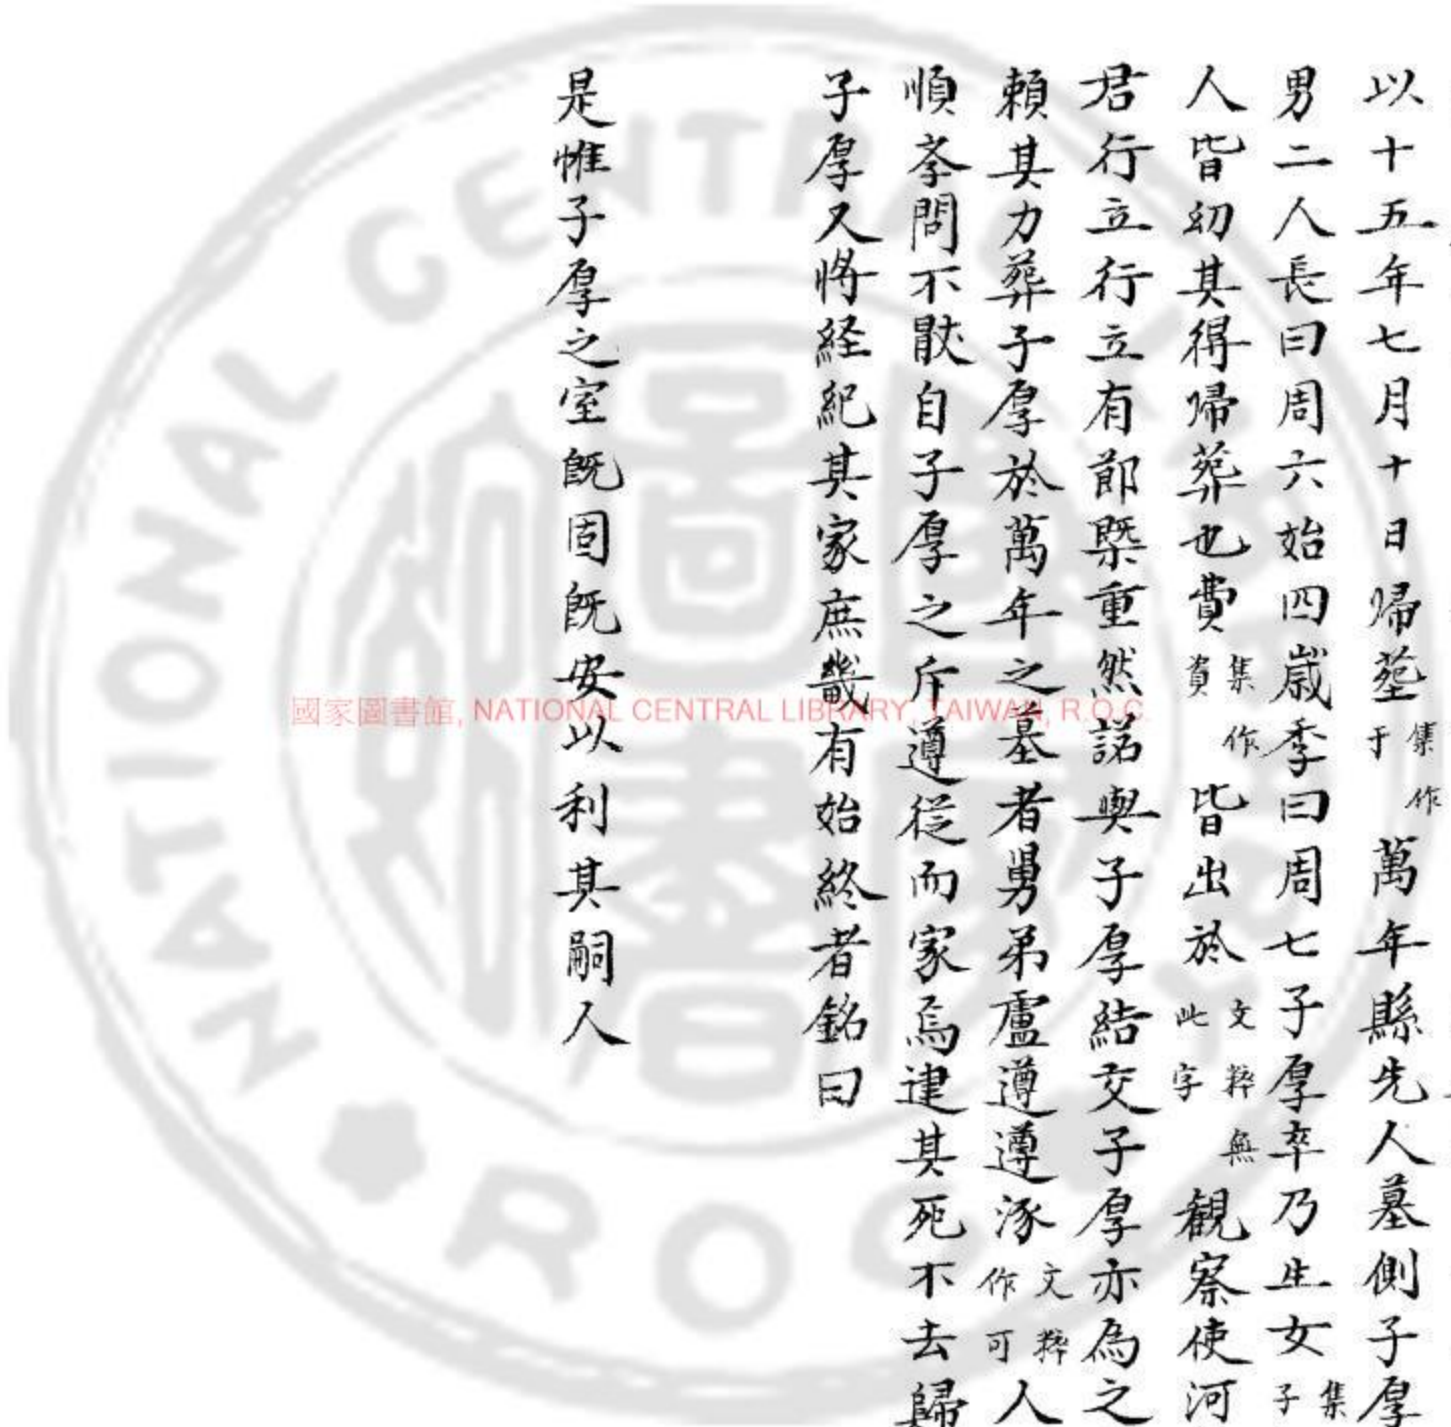 以十五年七月十日歸塟集作于萬年縣先人墓側子厚
男二人長曰周六始四歳季曰周七子厚卒乃生女集子
人皆幼其得歸葬也費集作資皆出於文粹無此字觀察使河
君行立行立有節槩重然諾與子厚結交子厚亦為之
賴其力葬子厚於萬年之墓者舅弟盧遵遵涿文粹作可人
順斈問不猒自子厚之斥遵從而家焉逮其死不去歸
子厚又將経紀其家庶幾有始終者銘曰
是惟子厚之室既固既安以利其嗣人
國家圖書館, NATIONAL CENTRAL LIBRARY, TAIWAN, R.O.C.